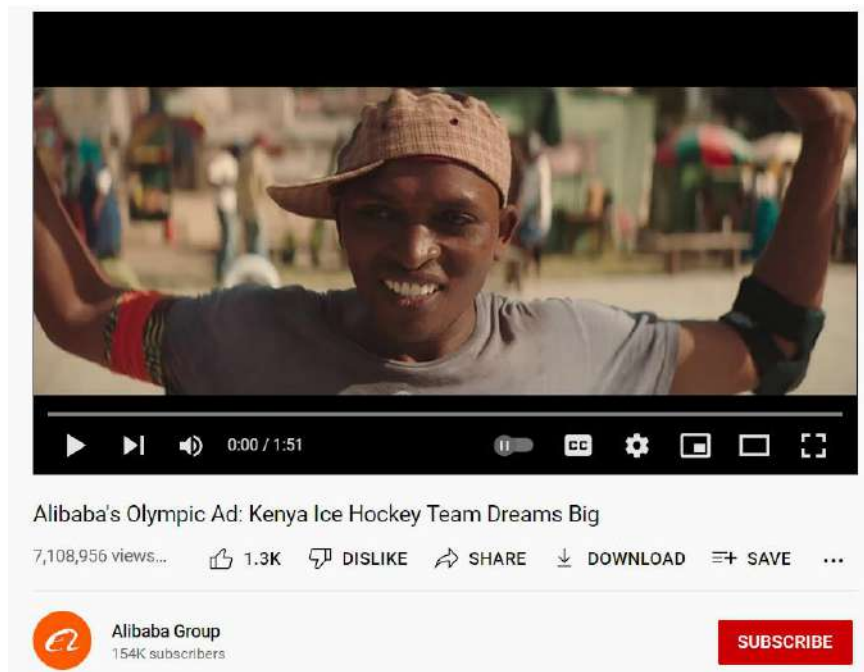 0:00 / 1:51
CC
Alibaba's Olympic Ad: Kenya Ice Hockey Team Dreams Big
7,108,956 views... 1.3K DISLIKE SHARE DOWNLOAD SAVE ...
Alibaba Group
154K subscribers
SUBSCRIBE